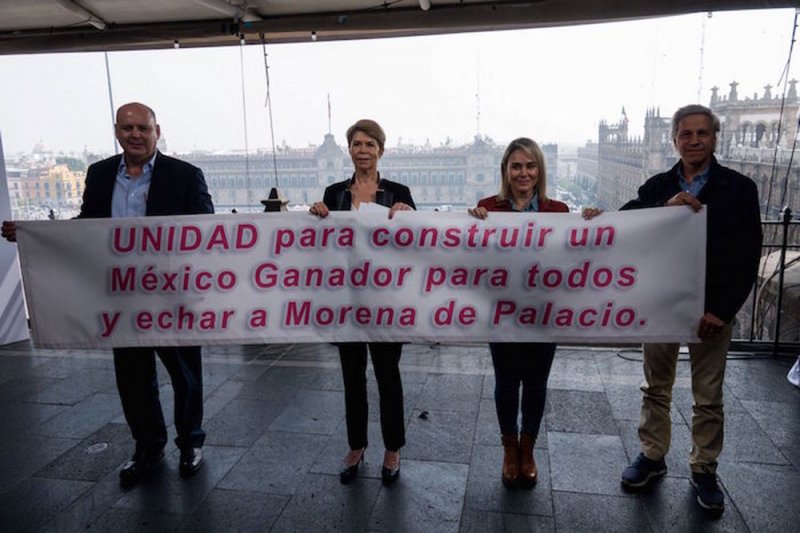 UNIDAD para construir un
México Ganador para todos
y echar a Morena de Palacio.